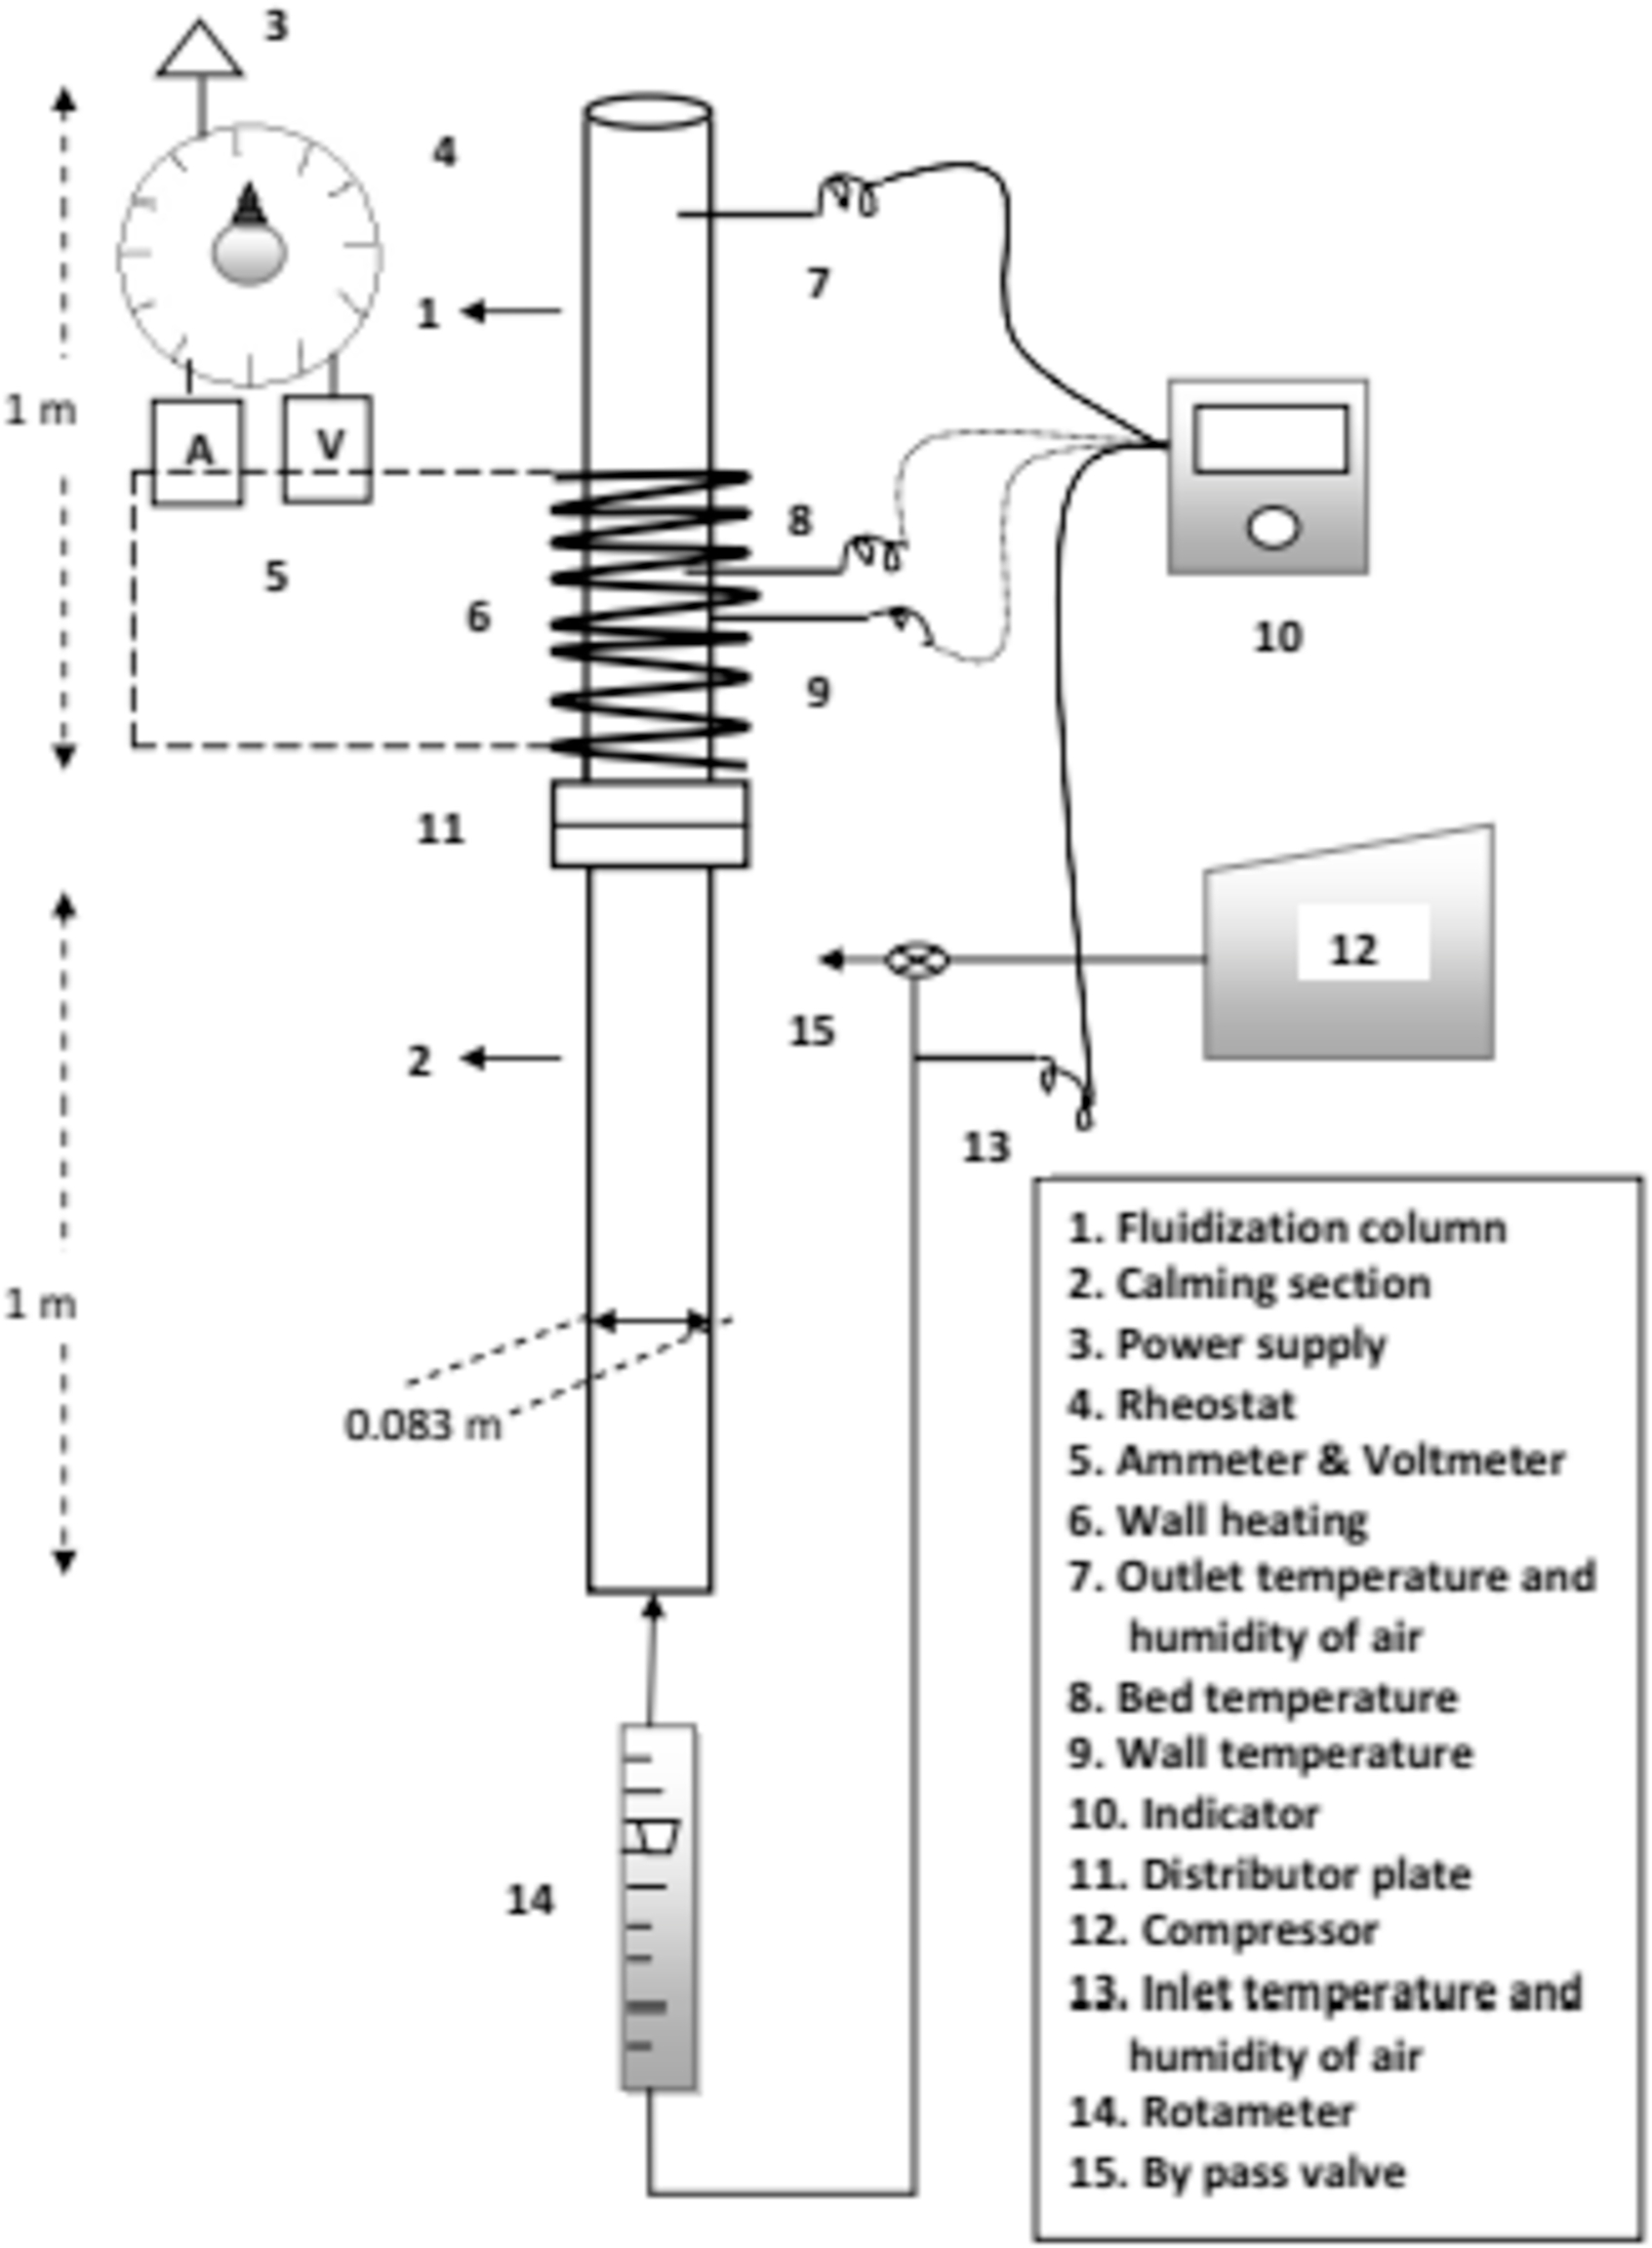 3
4
1
7
1 m
A
V
8
5
6
10
9
11
12
15
2
13
1 m
0.083 m
14
1. Fluidization column
2. Calming section
3. Power supply
4. Rheostat
5. Ammeter & Voltmeter
6. Wall heating
7. Outlet temperature and
humidity of air
8. Bed temperature
9. Wall temperature
10. Indicator
11. Distributor plate
12. Compressor
13. Inlet temperature and
humidity of air
14. Rotameter
15. By pass valve